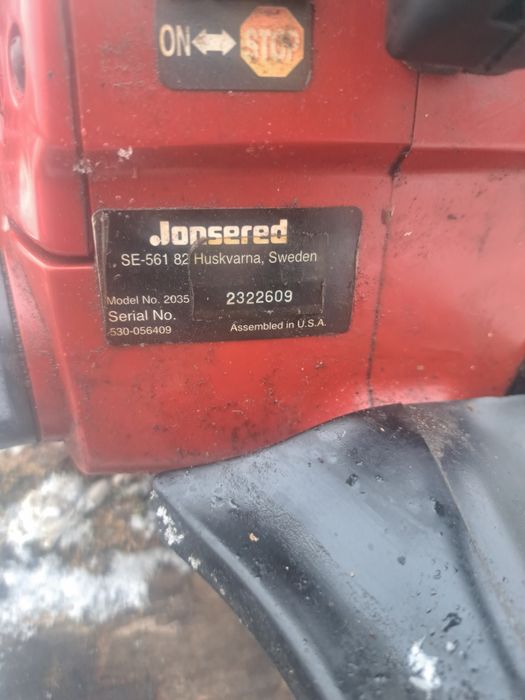 ON STOP
Jonsered
SE-561 82 Huskvarna, Sweden
Model No. 2035
2322609
Serial No.
530-056409
Assembled in U.S.A.